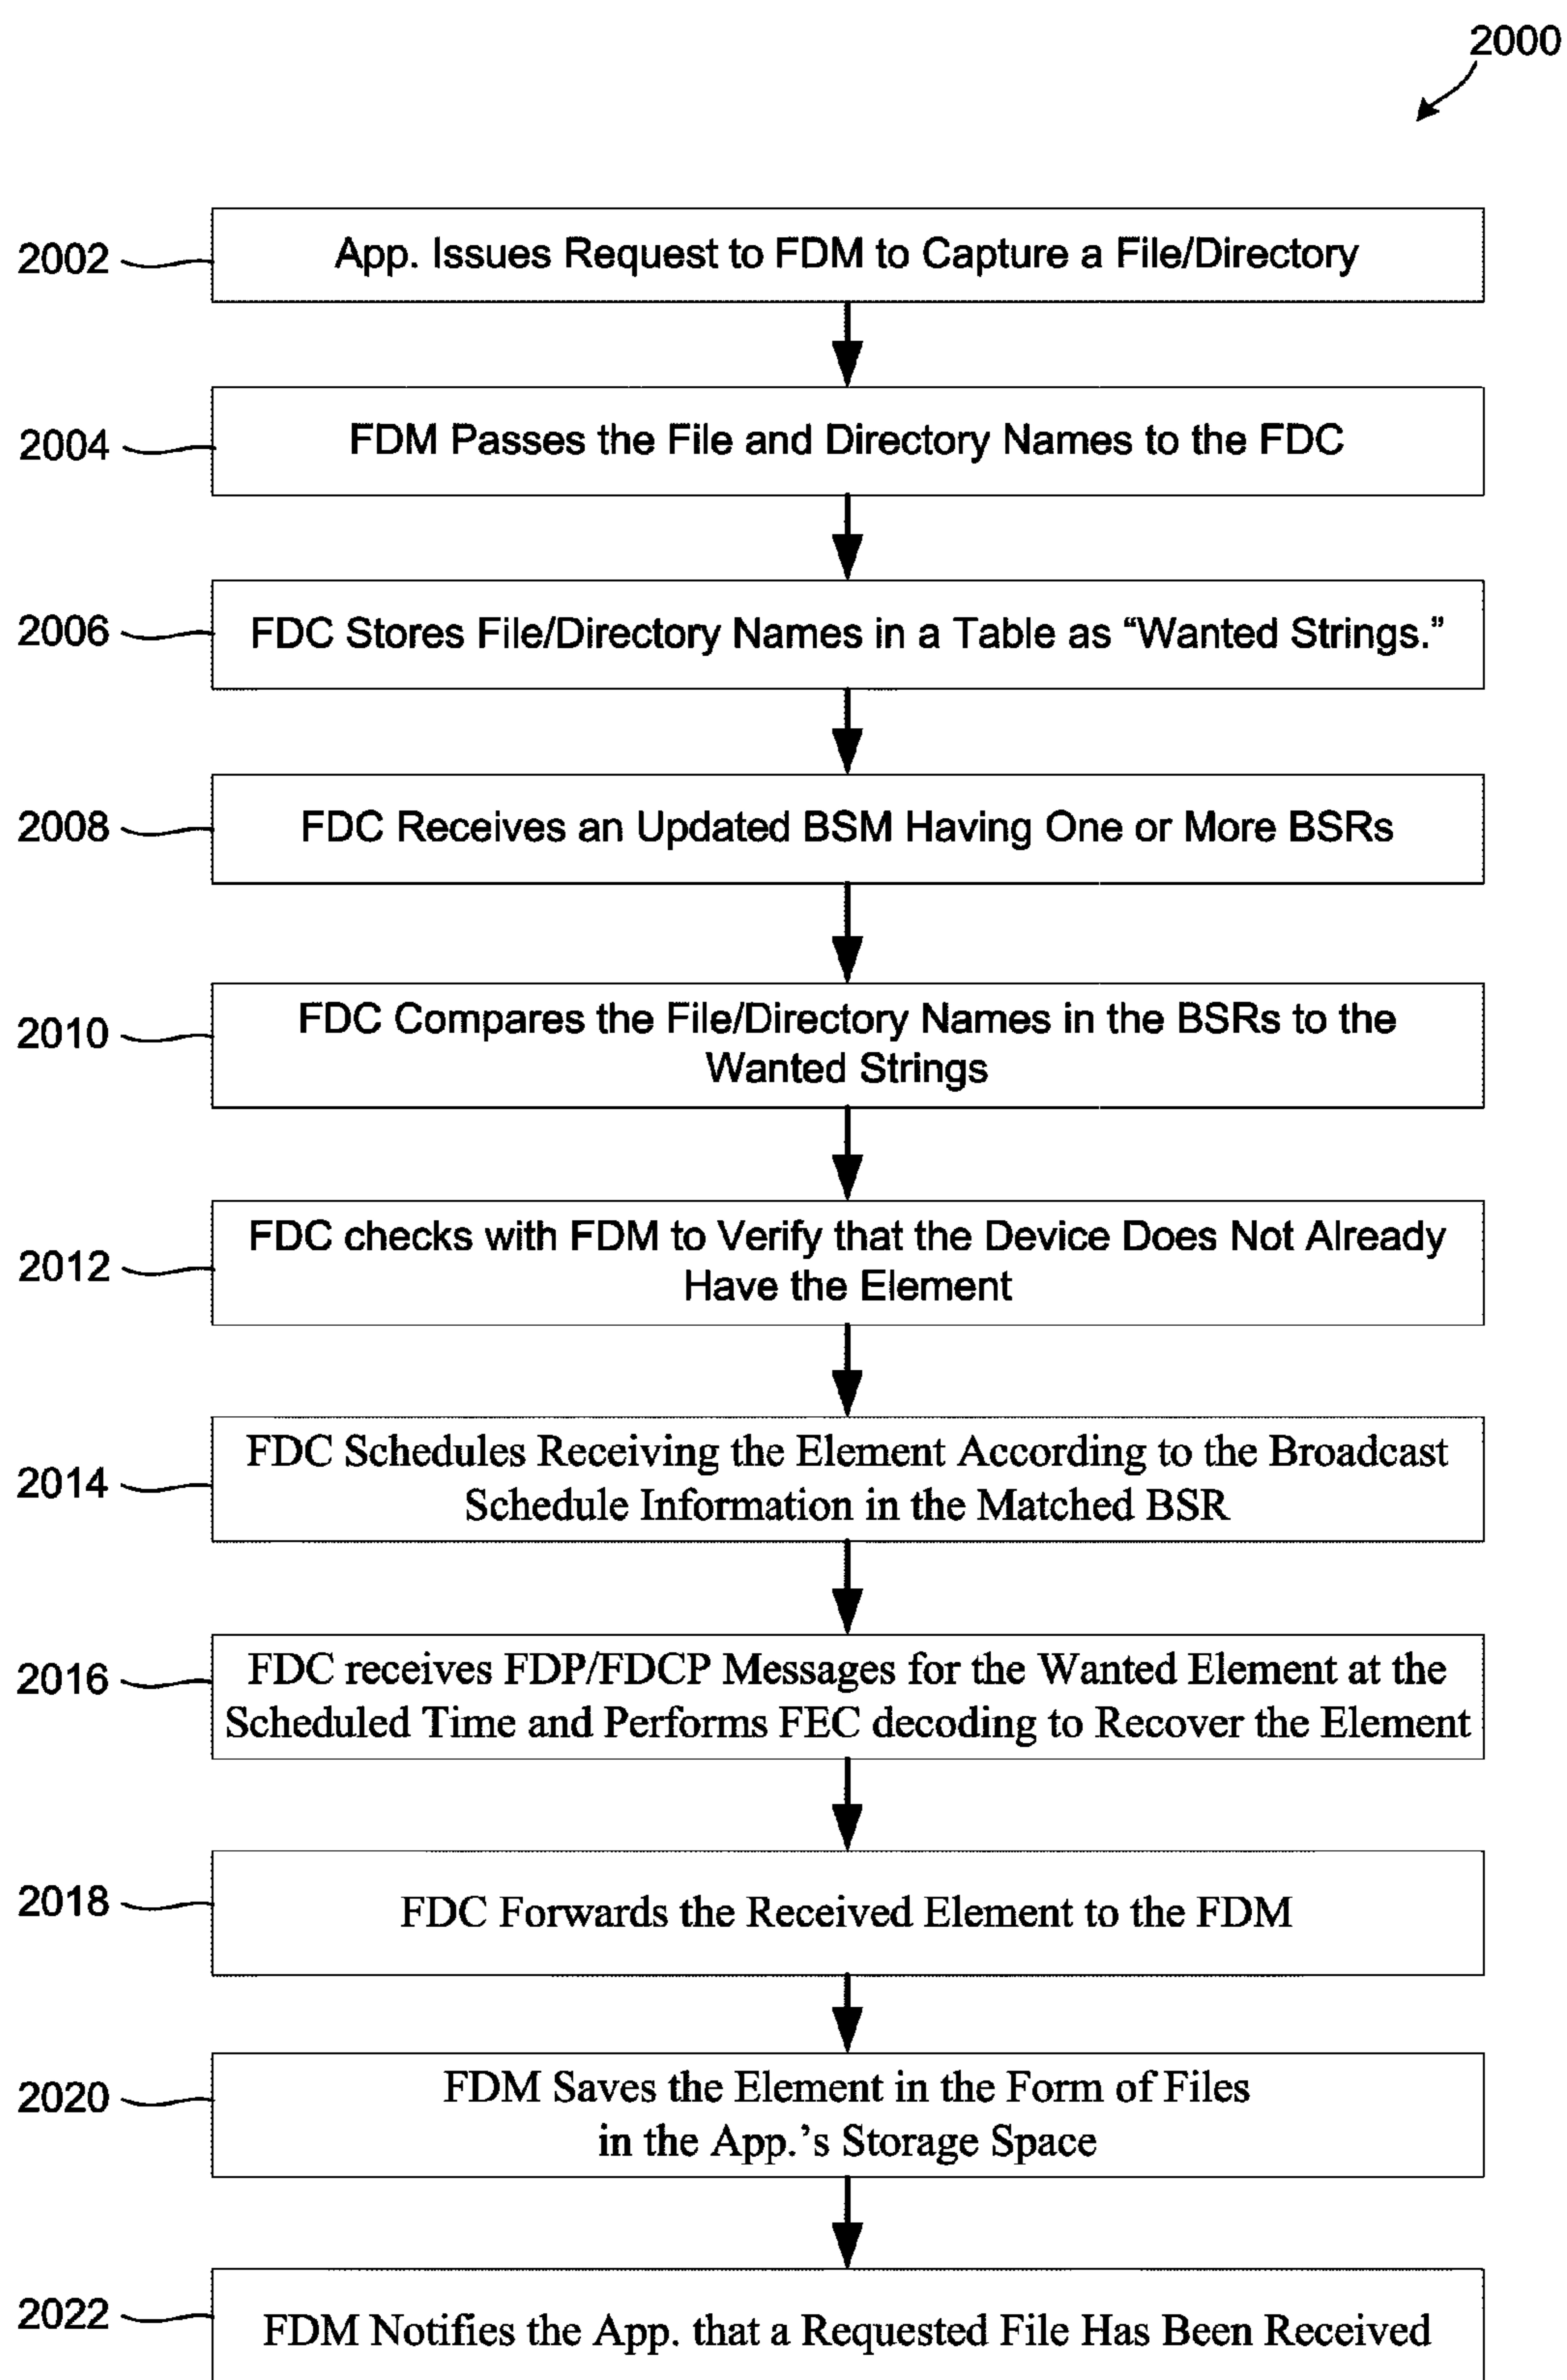 2000
2002
App. Issues Request to FDM to Capture a File/Directory
2004
FDM Passes the File and Directory Names to the FDC
2006
FDC Stores File/Directory Names in a Table as “Wanted Strings.”
2008
FDC Receives an Updated BSM Having One or More BSRs
2010
FDC Compares the File/Directory Names in the BSRs to the
Wanted Strings
2012
FDC checks with FDM to Verify that the Device Does Not Already
Have the Element
2014
FDC Schedules Receiving the Element According to the Broadcast
Schedule Information in the Matched BSR
2016
FDC receives FDP/FDCP Messages for the Wanted Element at the
Scheduled Time and Performs FEC decoding to Recover the Element
2018
FDC Forwards the Received Element to the FDM
2020
FDM Saves the Element in the Form of Files
in the App.’s Storage Space
2022
FDM Notifies the App. that a Requested File Has Been Received